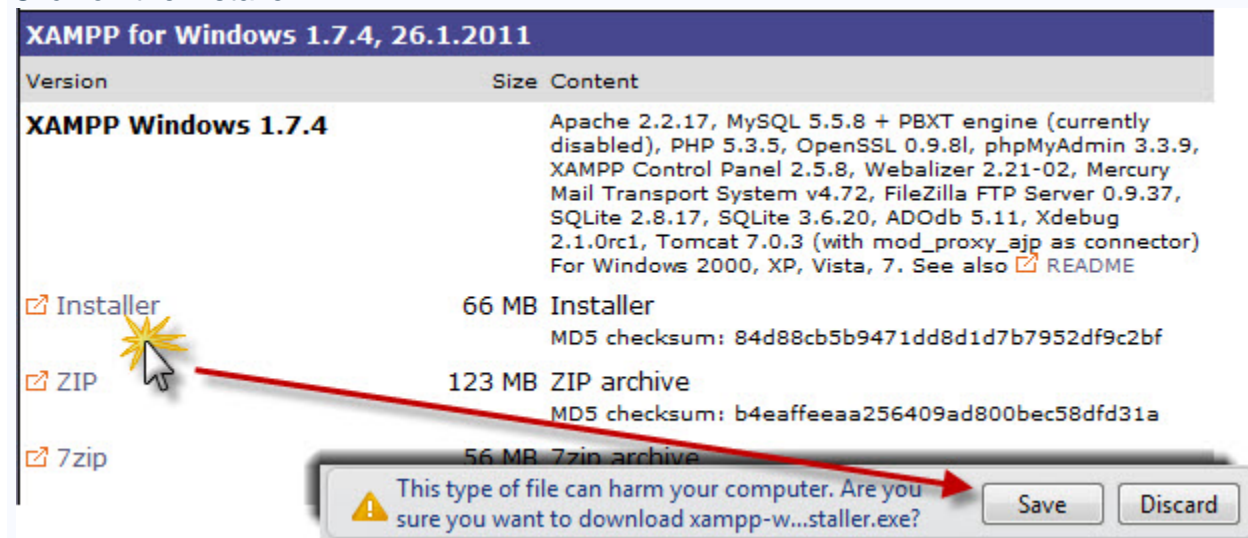 XAMPP for Windows 1.7.4, 26.1.2011
Version Size Content
XAMPP Windows 1.7.4 Apache 2.2.17, MySQL 5.5.8 + PBXT engine (currently
disabled), PHP 5.3.5, OpenSSL 0.9.8l, phpMyAdmin 3.3.9,
XAMPP Control Panel 2.5.8, Webalizer 2.21-02, Mercury
Mail Transport System v4.72, FileZilla FTP Server 0.9.37,
SQLite 2.8.17, SQLite 3.6.20, ADOdb 5.11, Xdebug
2.1.0rc1, Tomcat 7.0.3 (with mod_proxy_ajp as connector)
For Windows 2000, XP, Vista, 7. See also README
Installer 66 MB Installer
MD5 checksum: 84d88cb5b9471dd8d1d7b7952df9c2bf
ZIP 123 MB ZIP archive
MD5 checksum: b4eaffeeaa256409ad800bec58dfd31a
7zip 56 MB 7zip archive
This type of file can harm your computer. Are you
sure you want to download xampp-w...staller.exe?
Save Discard